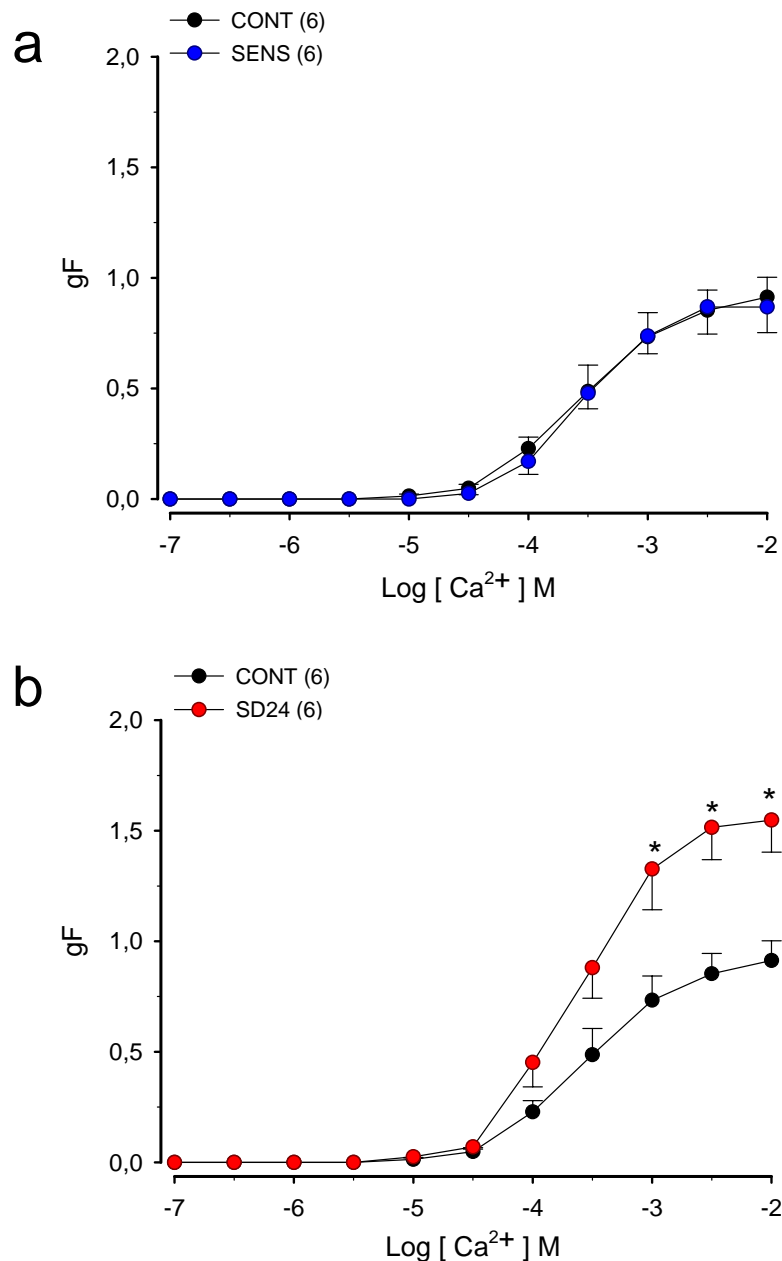 a
CONT (6)
SENS (6)
2,0
1,5
1,0
0,5
0,0
gF
-7 -6 -5 -4 -3 -2
Log [ Ca²⁺ ] M
b
CONT (6)
SD24 (6)
2,0
1,5
1,0
0,5
0,0
gF
* * *
-7 -6 -5 -4 -3 -2
Log [ Ca²⁺ ] M